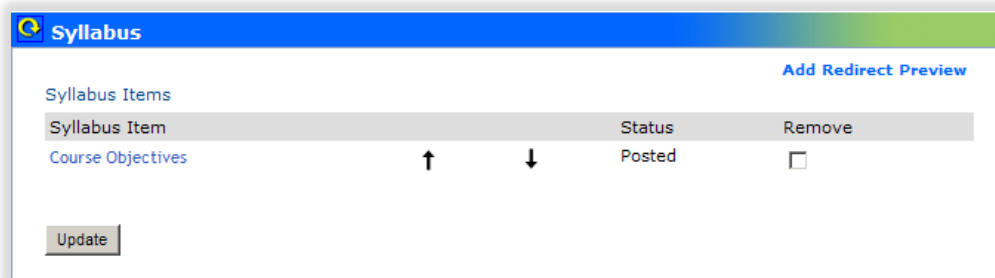 Syllabus
Add Redirect Preview
Syllabus Items
Syllabus Item Status Remove
Course Objectives Posted
Update